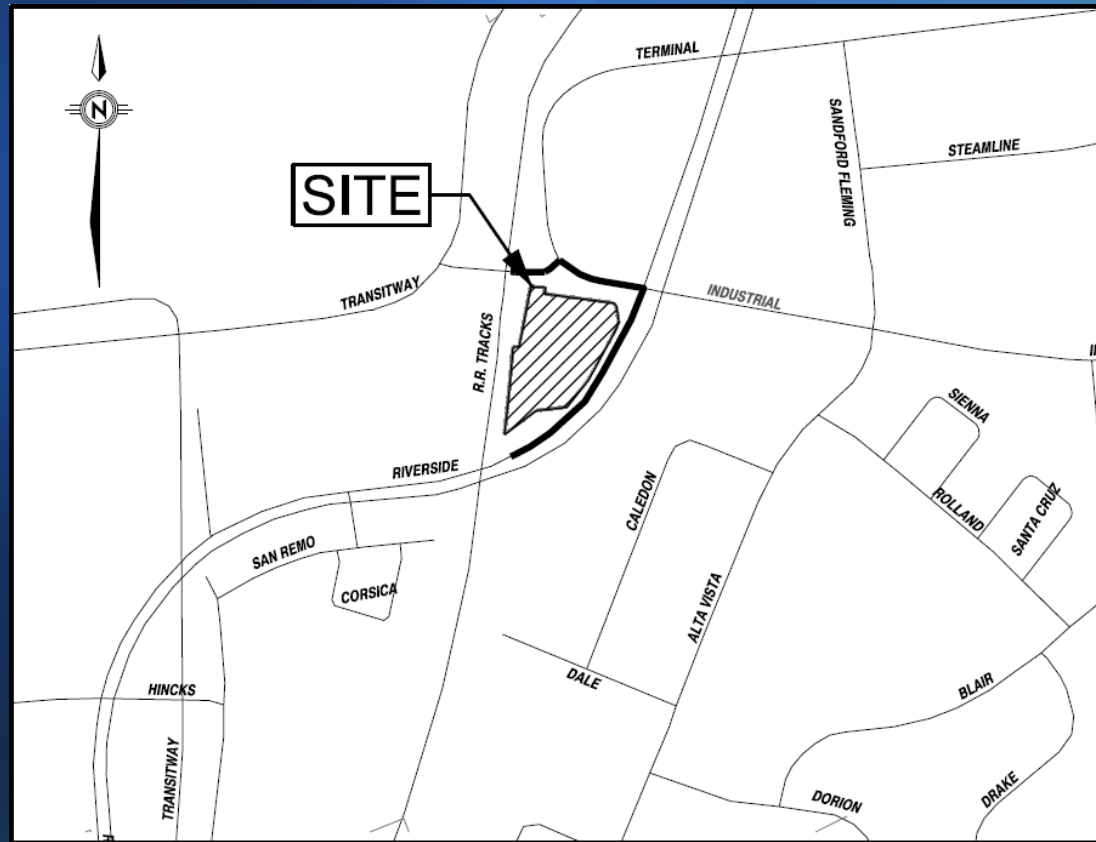 TERMINAL
N
SANDFORD FLEMING
STEAMLINE
SITE
TRANSITWAY
INDUSTRIAL
R.R. TRACKS
SIENNA
RIVERSIDE
CALEDON
ROLLAND
SANTA CRUZ
SAN REMO
CORSICA
ALTA VISTA
DALE
HINCKS
BLAIR
TRANSITWAY
DORION
DRAKE